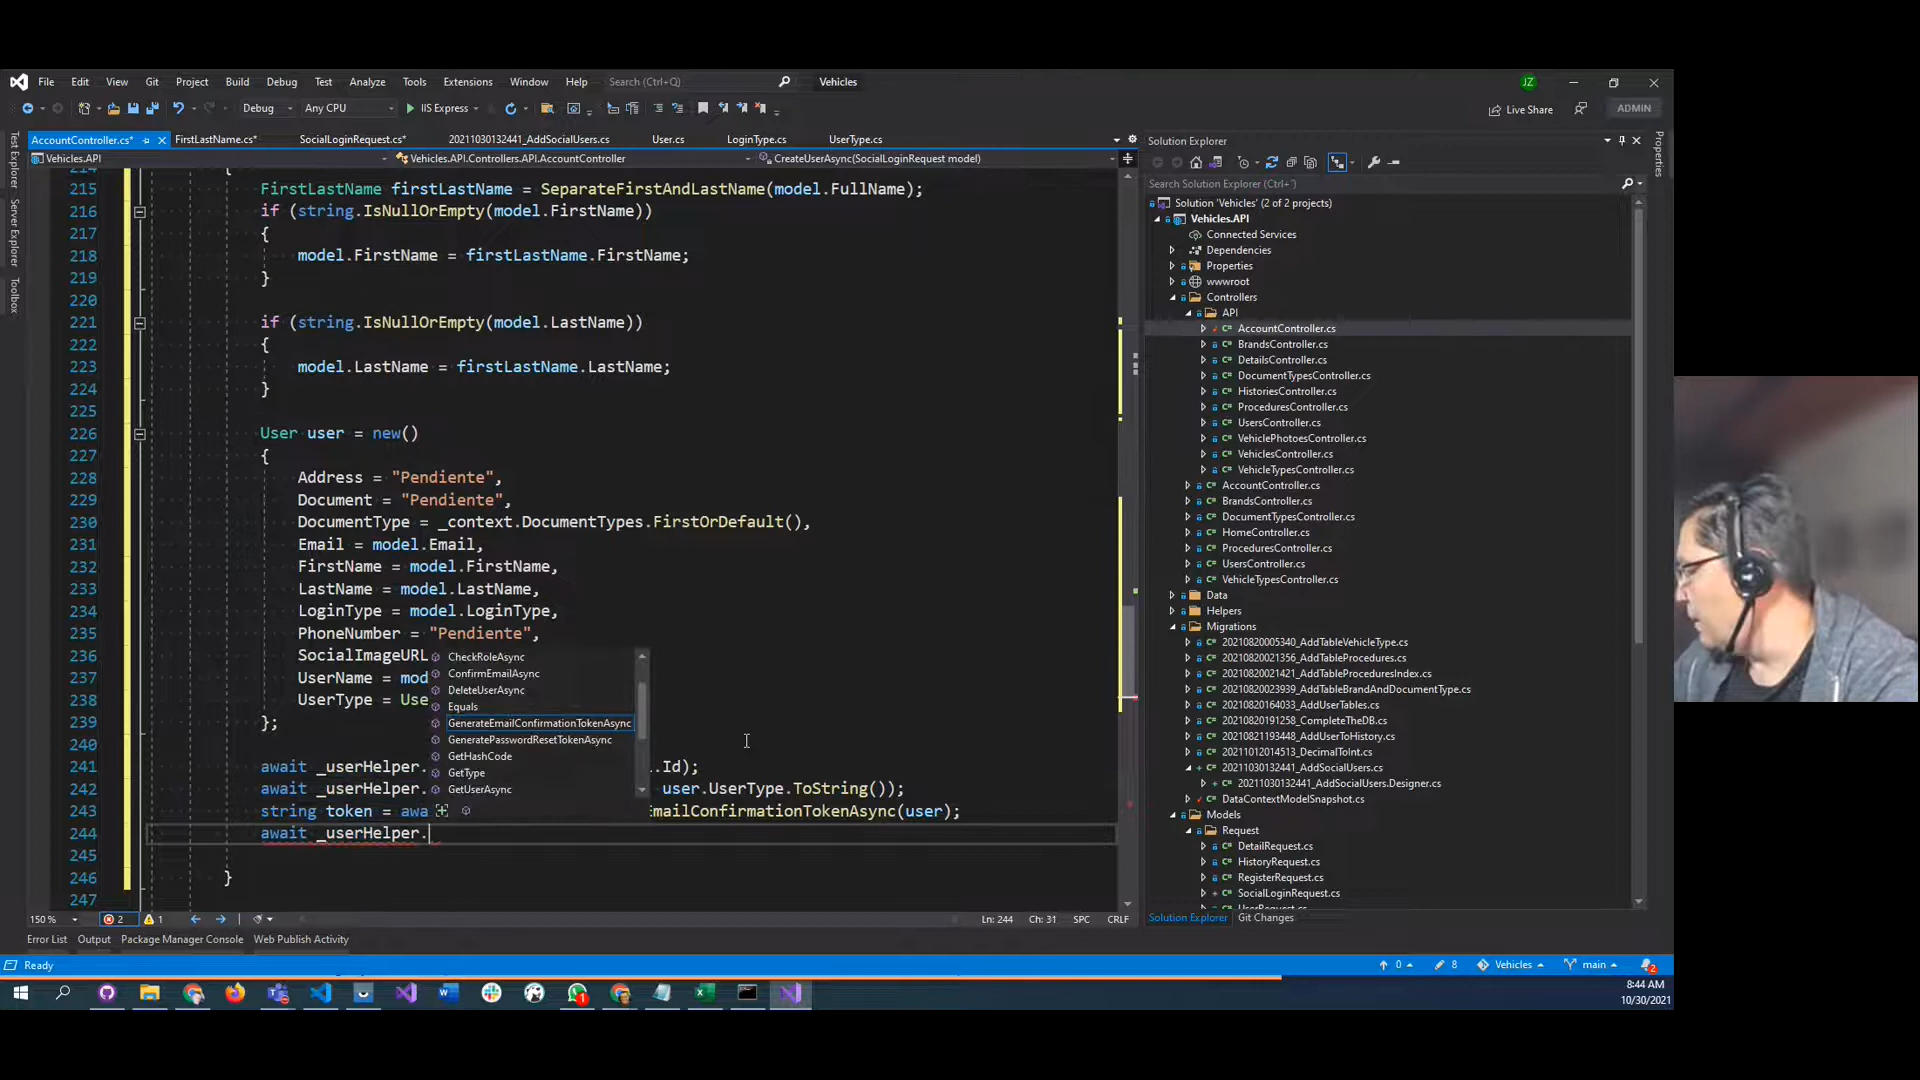 File Edit View Git Project Build Debug Test Analyze Tools Extensions Window Help Search (Ctrl+Q) Vehicles JZ
Debug Any CPU IIS Express Live Share ADMIN
AccountController.cs* FirstLastName.cs* SocialLoginRequest.cs* 20211030132441_AddSocialUsers.cs User.cs LoginType.cs UserType.cs
Vehicles.API Vehicles.API.Controllers.API.AccountController CreateUserAsync(SocialLoginRequest model)
Test Explorer
Server Explorer
Toolbox
214 {
215 FirstLastName firstLastName = SeparateFirstAndLastName(model.FullName);
216 if (string.IsNullOrEmpty(model.FirstName))
217 {
218 model.FirstName = firstLastName.FirstName;
219 }
220
221 if (string.IsNullOrEmpty(model.LastName))
222 {
223 model.LastName = firstLastName.LastName;
224 }
225
226 User user = new()
227 {
228 Address = "Pendiente",
229 Document = "Pendiente",
230 DocumentType = _context.DocumentTypes.FirstOrDefault(),
231 Email = model.Email,
232 FirstName = model.FirstName,
233 LastName = model.LastName,
234 LoginType = model.LoginType,
235 PhoneNumber = "Pendiente",
236 SocialImageURL
237 UserName = mod
238 UserType = Use
239 };
240
241 await _userHelper. .Id);
242 await _userHelper. user.UserType.ToString());
243 string token = awa EmailConfirmationTokenAsync(user);
244 await _userHelper.
245
246 }
247
CheckRoleAsync
ConfirmEmailAsync
DeleteUserAsync
Equals
GenerateEmailConfirmationTokenAsync
GeneratePasswordResetTokenAsync
GetHashCode
GetType
GetUserAsync
150 % 2 1 Ln: 244 Ch: 31 SPC CRLF
Error List Output Package Manager Console Web Publish Activity
Solution Explorer
Search Solution Explorer (Ctrl+')
Solution 'Vehicles' (2 of 2 projects)
Vehicles.API
Connected Services
Dependencies
Properties
wwwroot
Controllers
API
AccountController.cs
BrandsController.cs
DetailsController.cs
DocumentTypesController.cs
HistoriesController.cs
ProceduresController.cs
UsersController.cs
VehiclePhotoesController.cs
VehiclesController.cs
VehicleTypesController.cs
AccountController.cs
BrandsController.cs
DocumentTypesController.cs
HomeController.cs
ProceduresController.cs
UsersController.cs
VehicleTypesController.cs
Data
Helpers
Migrations
20210820005340_AddTableVehicleType.cs
20210820021356_AddTableProcedures.cs
20210820021421_AddTableProceduresIndex.cs
20210820023939_AddTableBrandAndDocumentType.cs
20210820164033_AddUserTables.cs
20210820191258_CompleteTheDB.cs
20210821193448_AddUserToHistory.cs
20211012014513_DecimalToInt.cs
20211030132441_AddSocialUsers.cs
20211030132441_AddSocialUsers.Designer.cs
DataContextModelSnapshot.cs
Models
Request
DetailRequest.cs
HistoryRequest.cs
RegisterRequest.cs
SocialLoginRequest.cs
UserRequest.cs
Solution Explorer Git Changes
Properties
Ready 0 8 Vehicles main 2
8:44 AM
10/30/2021